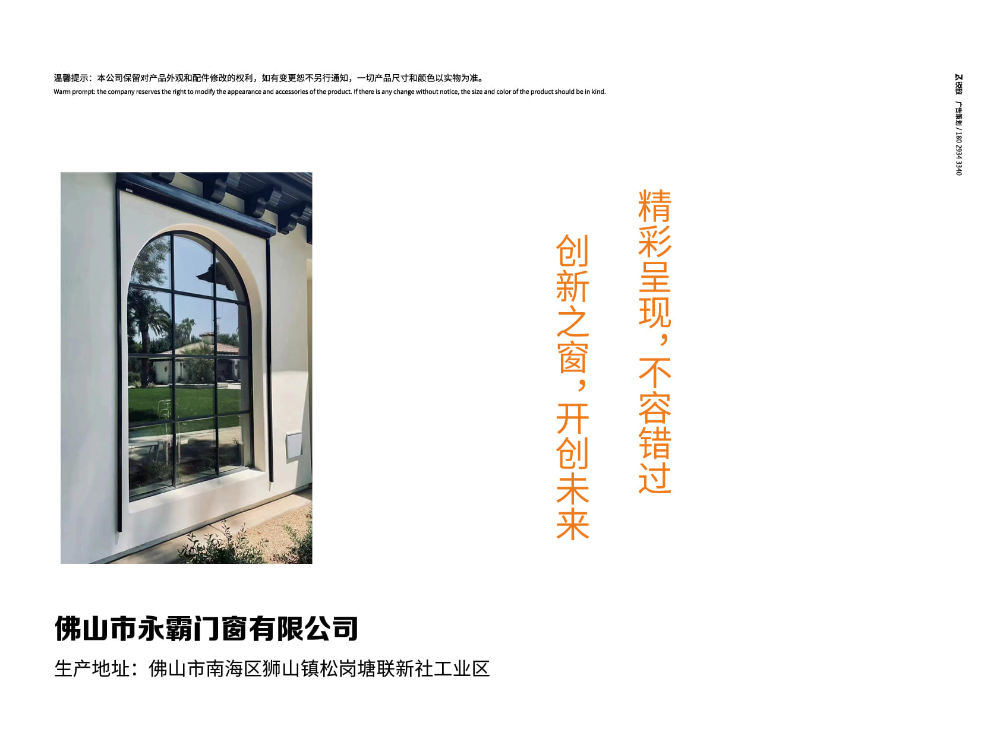 温馨提示：本公司保留对产品外观和配件修改的权利，如有变更恕不另行通知，一切产品尺寸和颜色以实物为准。
Warm prompt: the company reserves the right to modify the appearance and accessories of the product. If there is any change without notice, the size and color of the product should be in kind.
锐致 广告策划 / 180 2934 3340
精彩呈现，不容错过
创新之窗，开创未来
佛山市永霸门窗有限公司
生产地址：佛山市南海区狮山镇松岗塘联新社工业区